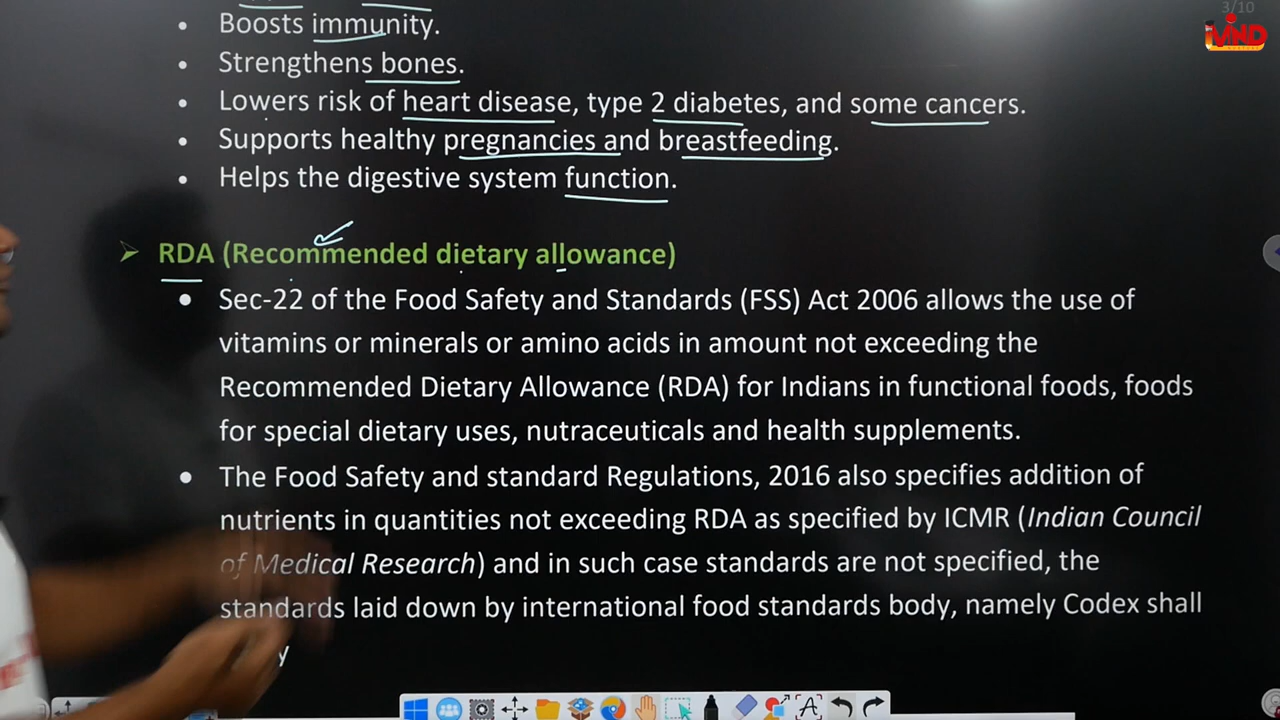 3/10
iMIND
• Boosts immunity.
• Strengthens bones.
• Lowers risk of heart disease, type 2 diabetes, and some cancers.
• Supports healthy pregnancies and breastfeeding.
• Helps the digestive system function.
RDA (Recommended dietary allowance)
• Sec-22 of the Food Safety and Standards (FSS) Act 2006 allows the use of
vitamins or minerals or amino acids in amount not exceeding the
Recommended Dietary Allowance (RDA) for Indians in functional foods, foods
for special dietary uses, nutraceuticals and health supplements.
• The Food Safety and standard Regulations, 2016 also specifies addition of
nutrients in quantities not exceeding RDA as specified by ICMR (Indian Council
of Medical Research) and in such case standards are not specified, the
standards laid down by international food standards body, namely Codex shall